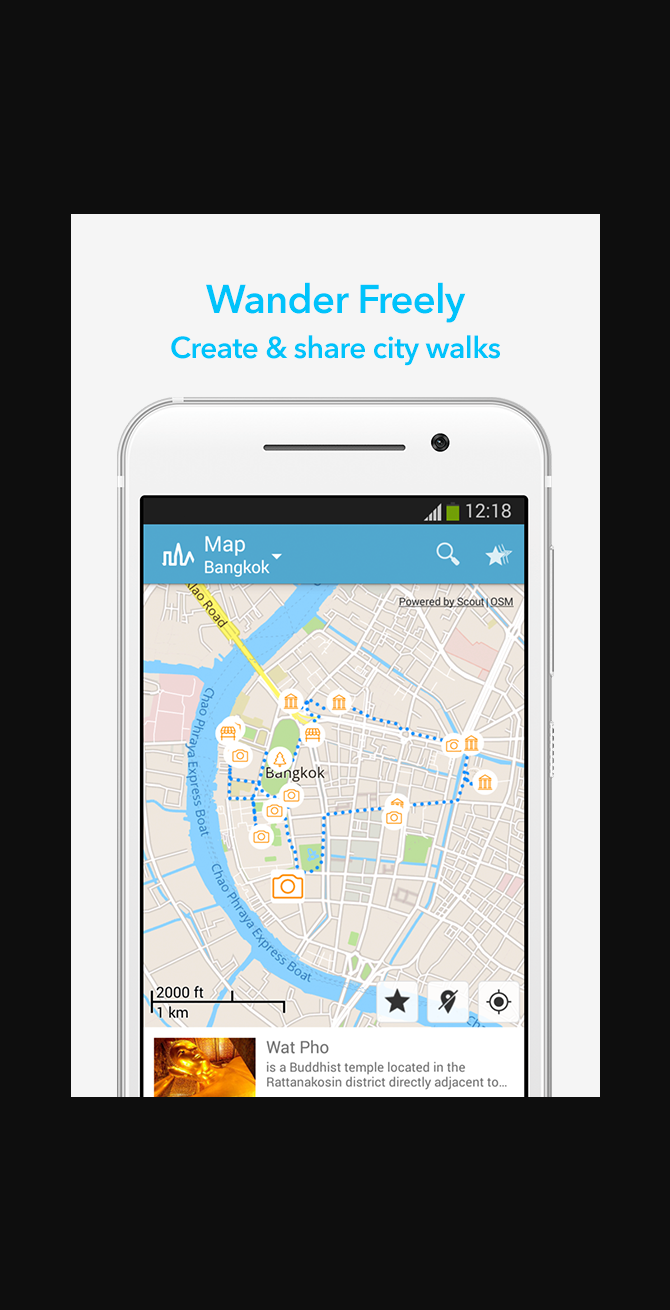 Wander Freely
Create & share city walks
12:18
Map
Bangkok
Powered by Scout | OSM
klao Road
Chao Phraya Express Boat
Bangkok
Chao Phraya Express Boat
2000 ft
1 km
Wat Pho
is a Buddhist temple located in the
Rattanakosin district directly adjacent to...